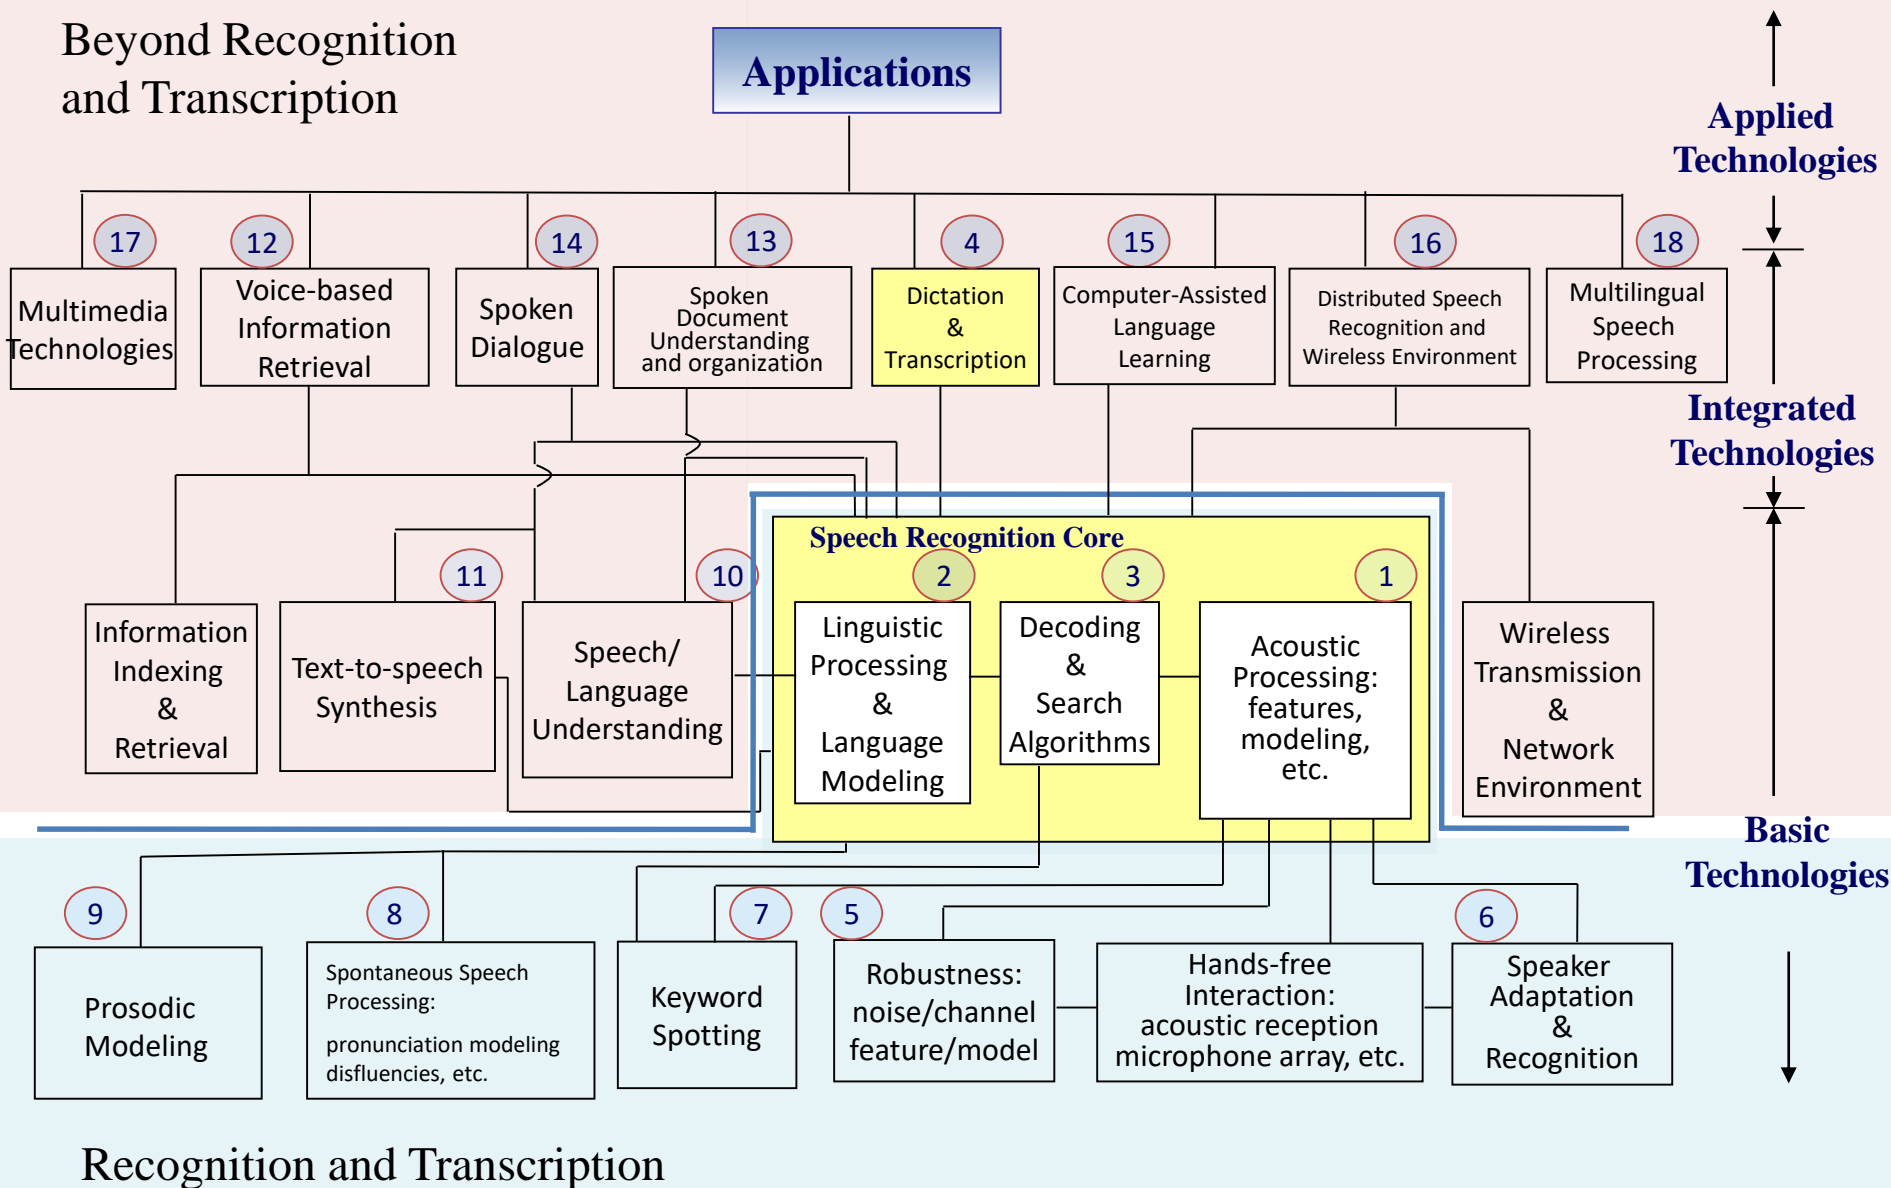 Beyond Recognition
and Transcription
Applications
Applied
Technologies
17
12
14
13
4
15
16
18
Multimedia
Technologies
Voice-based
Information
Retrieval
Spoken
Dialogue
Spoken
Document
Understanding
and organization
Dictation
&
Transcription
Computer-Assisted
Language
Learning
Distributed Speech
Recognition and
Wireless Environment
Multilingual
Speech
Processing
Integrated
Technologies
Speech Recognition Core
11
10
2
3
1
Information
Indexing
&
Retrieval
Text-to-speech
Synthesis
Speech/
Language
Understanding
Linguistic
Processing
&
Language
Modeling
Decoding
&
Search
Algorithms
Acoustic
Processing:
features,
modeling,
etc.
Wireless
Transmission
&
Network
Environment
Basic
Technologies
9
8
7
5
6
Prosodic
Modeling
Spontaneous Speech
Processing:
pronunciation modeling
disfluencies, etc.
Keyword
Spotting
Robustness:
noise/channel
feature/model
Hands-free
Interaction:
acoustic reception
microphone array, etc.
Speaker
Adaptation
&
Recognition
Recognition and Transcription